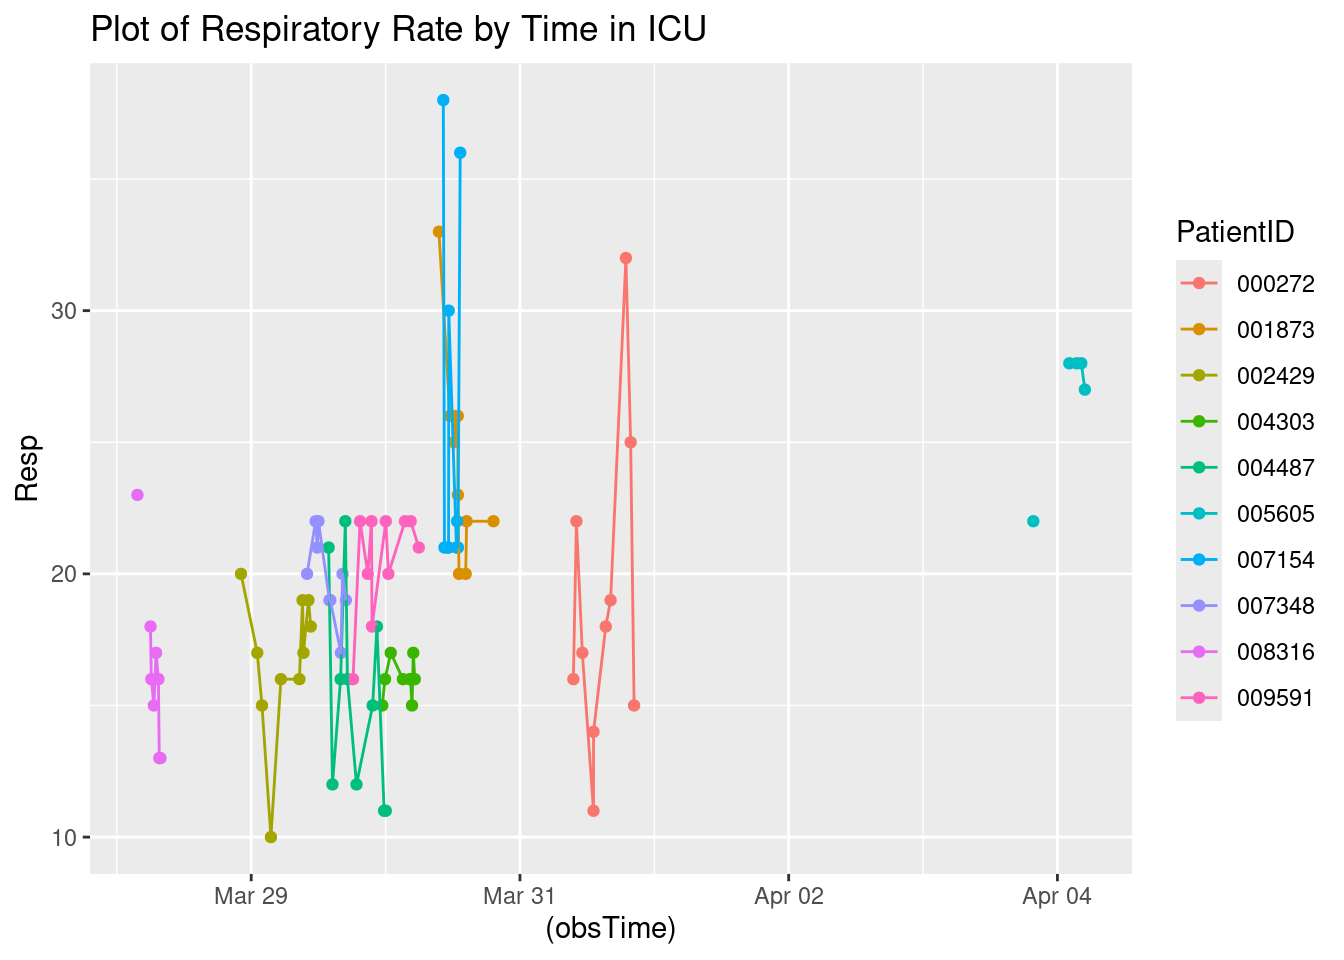 Plot of Respiratory Rate by Time in ICU
Resp
30
20
10
Mar 29
Mar 31
Apr 02
Apr 04
(obsTime)
PatientID
000272
001873
002429
004303
004487
005605
007154
007348
008316
009591